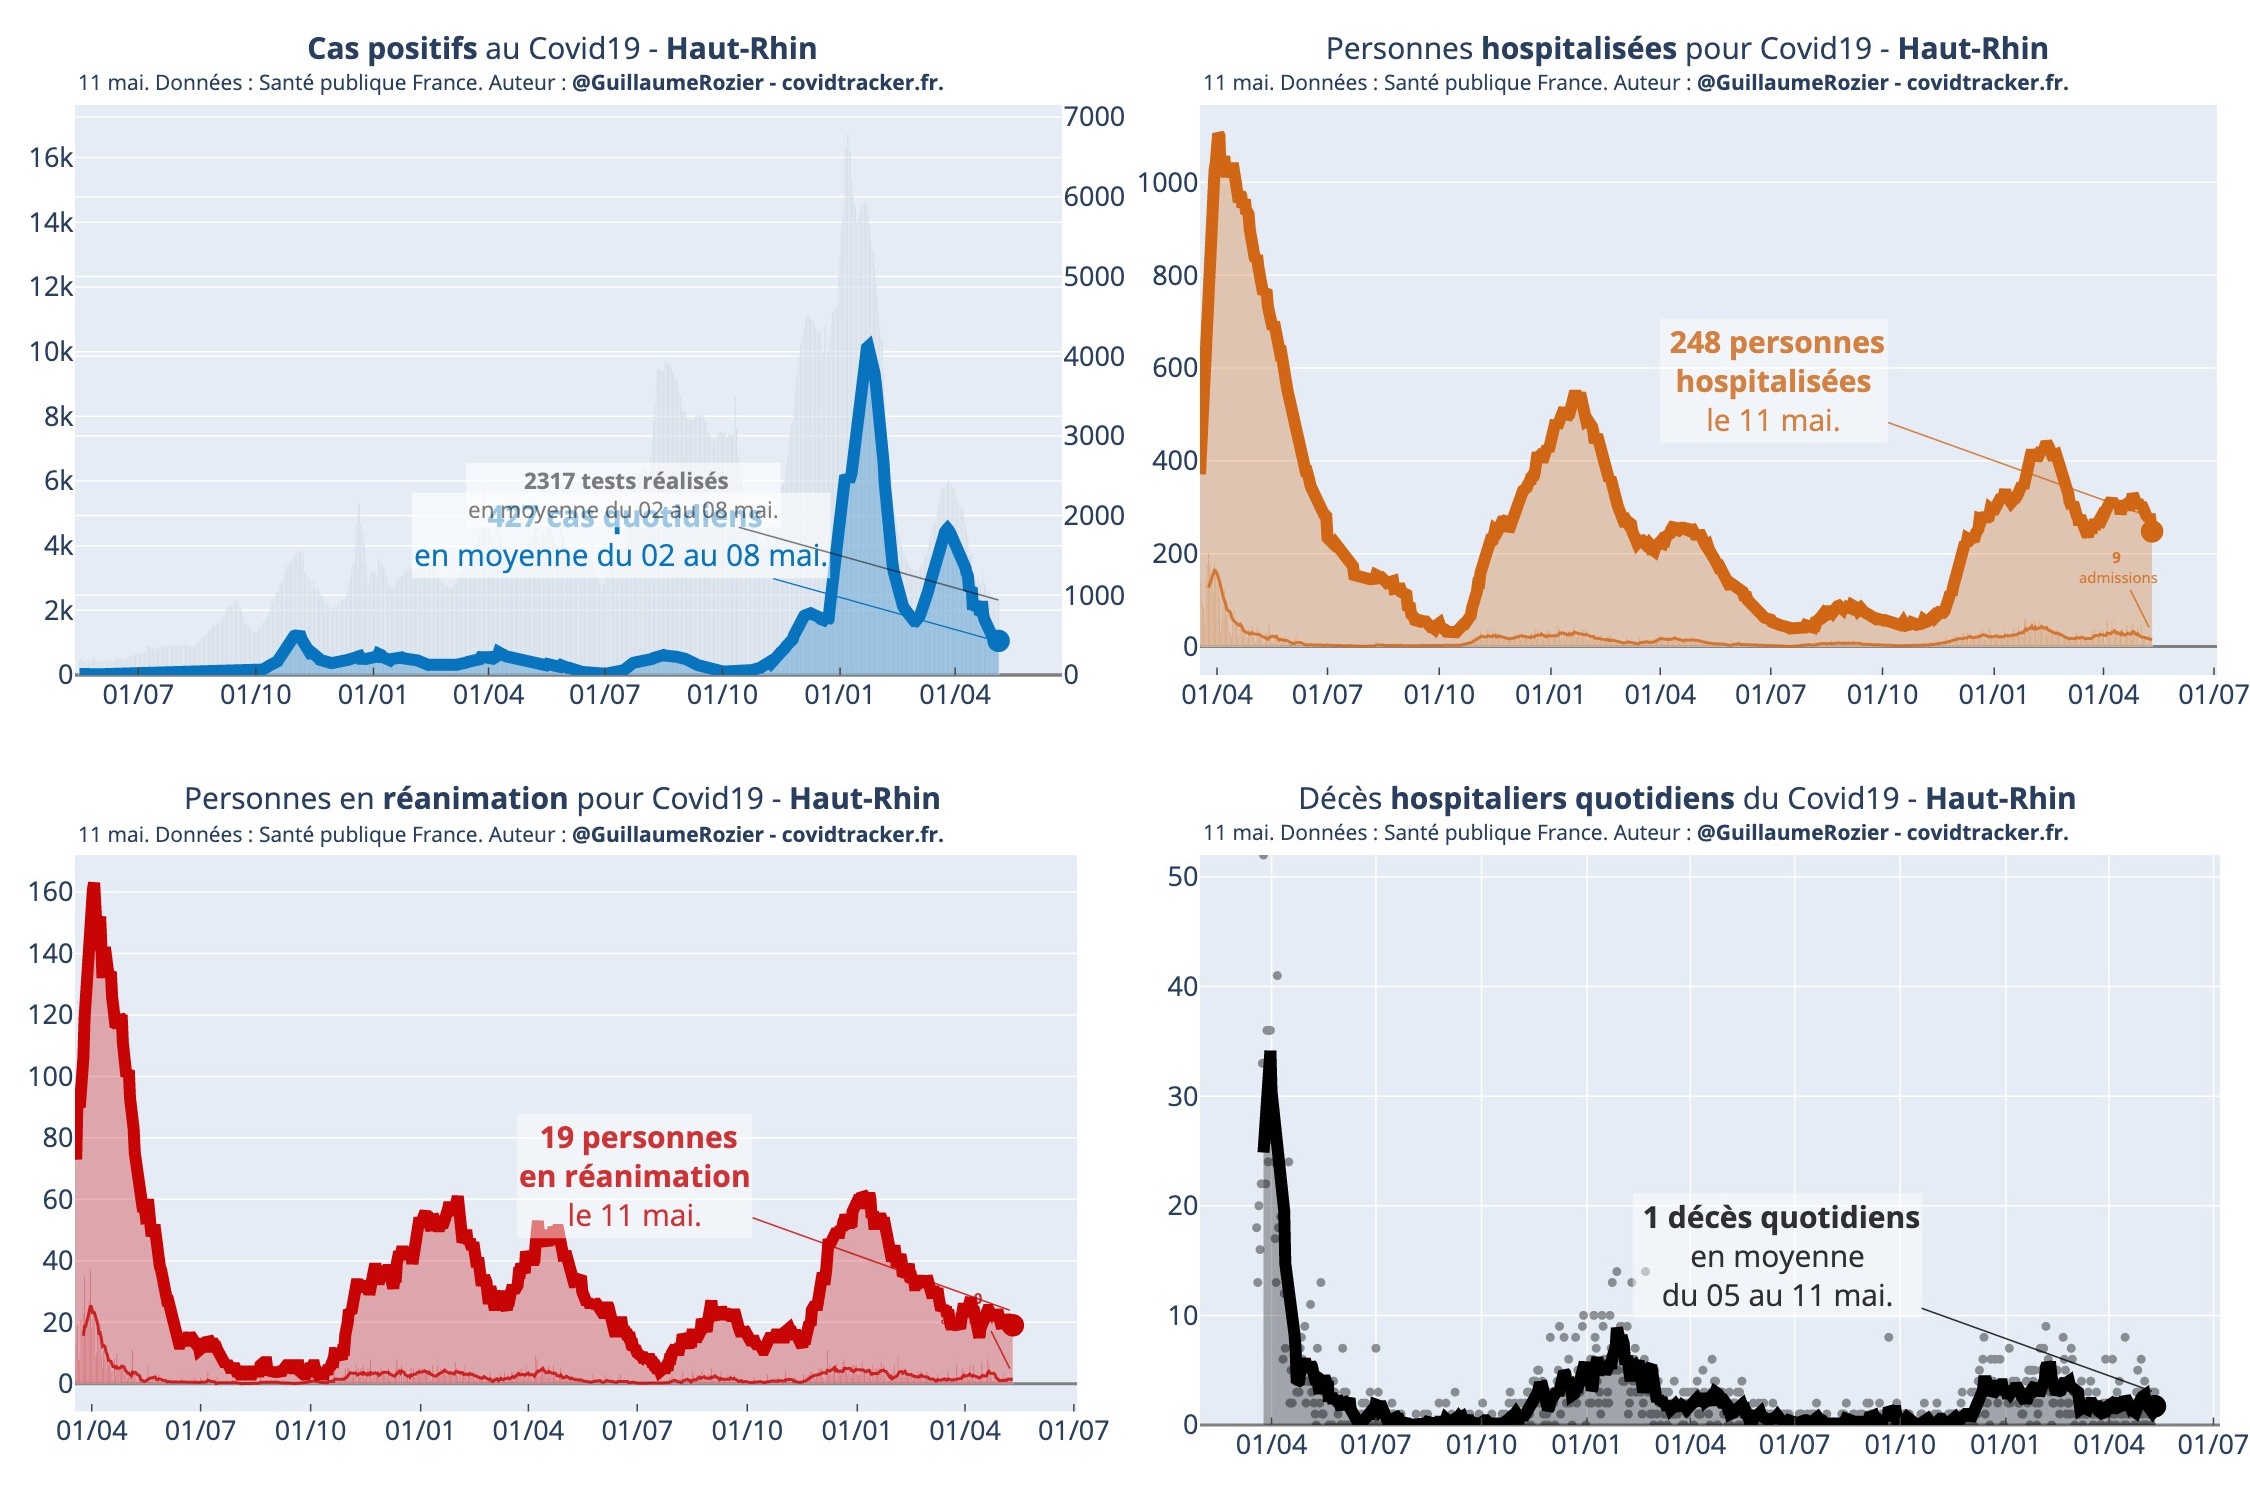 Cas positifs au Covid19 - Haut-Rhin
11 mai. Données : Santé publique France. Auteur : @GuillaumeRozier - covidtracker.fr.
16k
14k
12k
10k
8k
6k
4k
2k
0
7000
6000
5000
4000
3000
2000
1000
0
2317 tests réalisés
en moyenne du 02 au 08 mai.
427 cas quotidiens
en moyenne du 02 au 08 mai.
01/07 01/10 01/01 01/04 01/07 01/10 01/01 01/04
Personnes hospitalisées pour Covid19 - Haut-Rhin
11 mai. Données : Santé publique France. Auteur : @GuillaumeRozier - covidtracker.fr.
1000
800
600
400
200
0
248 personnes
hospitalisées
le 11 mai.
9
admissions
01/04 01/07 01/10 01/01 01/04 01/07 01/10 01/01 01/04 01/07
Personnes en réanimation pour Covid19 - Haut-Rhin
11 mai. Données : Santé publique France. Auteur : @GuillaumeRozier - covidtracker.fr.
160
140
120
100
80
60
40
20
0
19 personnes
en réanimation
le 11 mai.
01/04 01/07 01/10 01/01 01/04 01/07 01/10 01/01 01/04 01/07
Décès hospitaliers quotidiens du Covid19 - Haut-Rhin
11 mai. Données : Santé publique France. Auteur : @GuillaumeRozier - covidtracker.fr.
50
40
30
20
10
0
1 décès quotidiens
en moyenne
du 05 au 11 mai.
01/04 01/07 01/10 01/01 01/04 01/07 01/10 01/01 01/04 01/07